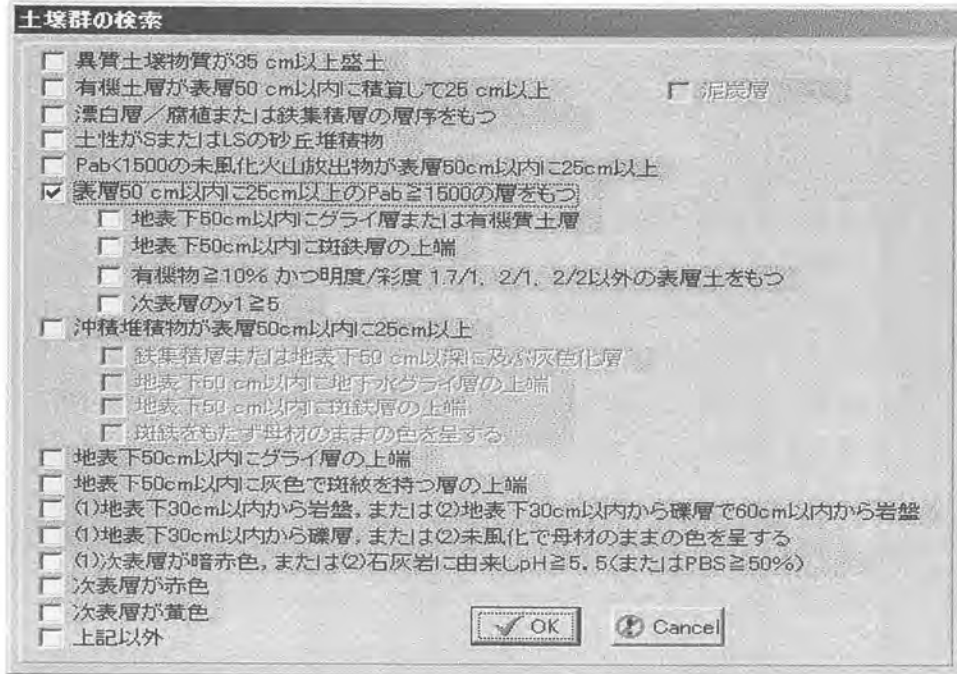 土壌群の検索
異質土壌物質が35 cm以上盛土
有機土層が表層50 cm以内に積算して25 cm以上 泥炭層
漂白層/腐植または鉄集積層の層序をもつ
土性がSまたはLSの砂丘堆積物
Pab<1500の未風化火山放出物が表層50cm以内に25cm以上
表層50 cm以内に25cm以上のPab≧1500の層をもつ
地表下50cm以内にグライ層または有機質土層
地表下50cm以内に斑鉄層の上端
有機物≧10% かつ明度/彩度 1.7/1, 2/1, 2/2以外の表層土をもつ
次表層のy1≧5
沖積堆積物が表層50cm以内に25cm以上
鉄集積層または地表下50 cm以深に及ぶ灰色化層
地表下50 cm以内に地下水グライ層の上端
地表下50 cm以内に斑鉄層の上端
斑鉄をもたず母材のままの色を呈する
地表下50cm以内にグライ層の上端
地表下50cm以内に灰色で斑紋を持つ層の上端
(1)地表下30cm以内から岩盤, または(2)地表下30cm以内から礫層で60cm以内から岩盤
(1)地表下30cm以内から礫層, または(2)未風化で母材のままの色を呈する
(1)次表層が暗赤色, または(2)石灰岩に由来しpH≧5.5(またはPBS≧50%)
次表層が赤色
次表層が黄色
上記以外
OK Cancel